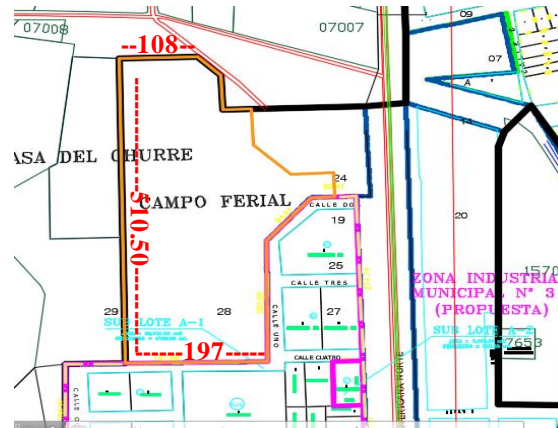 07008
07007
09
--108--
07
A
14
ASA DEL CHURRE
24
CAMPO FERIAL
CALLE DO
510.50
19
20
25
ZONA INDUSTRIA
MUNICIPAL N° 3
(PROPUESTA)
1570
CALLE TRES
29
28
27
SUB LOTE A-1
SUB LOTE A-2
CALLE UNO
7653
197
CALLE CUATRO